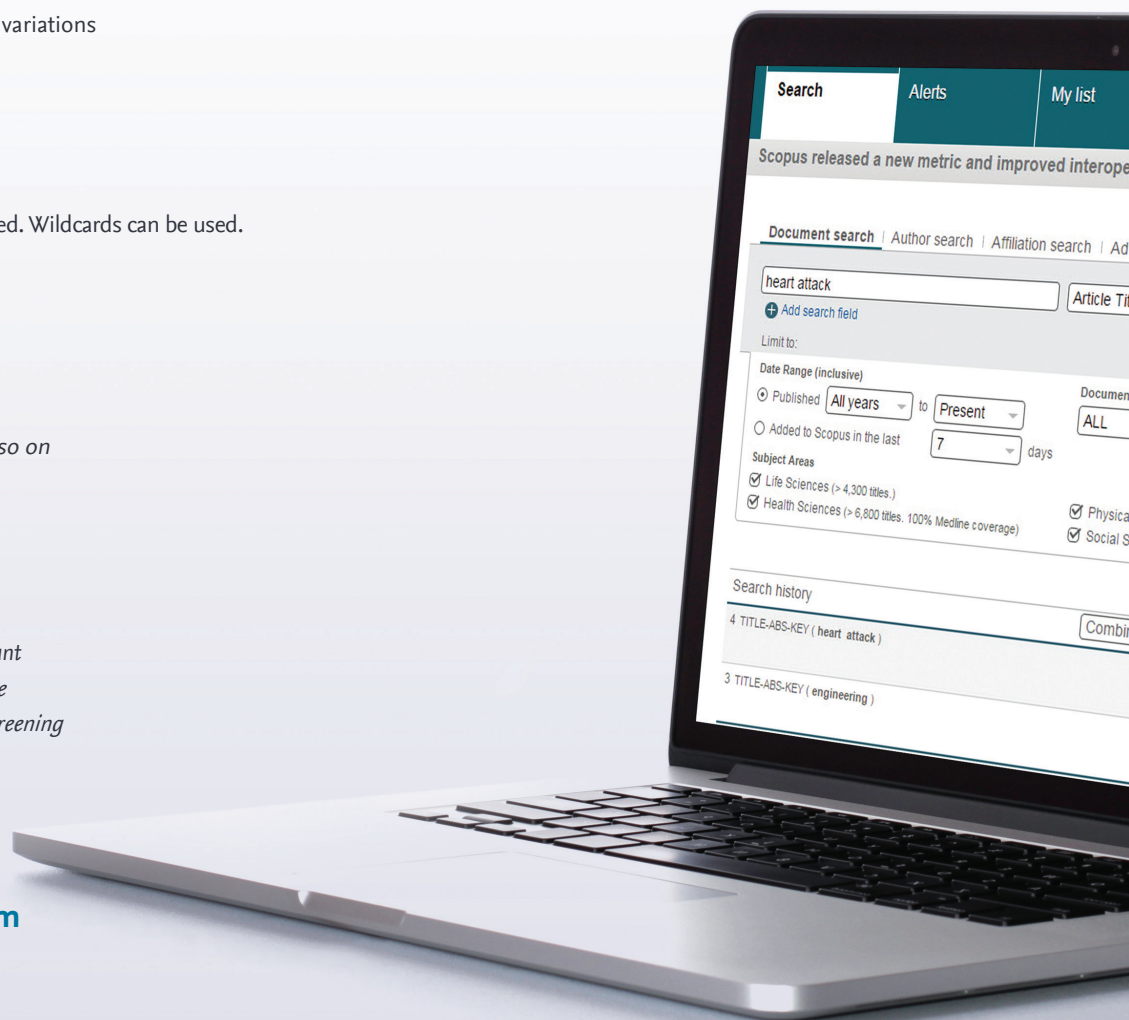 variations
ed. Wildcards can be used.
so on
reening
m
Search
Alerts
My list
Scopus released a new metric and improved
Document search | Author search | Affiliation search | Ad
heart attack
Article Tit
Add search field
Limit to:
Date Range (inclusive)
Published All years to Present
Documen
ALL
Added to Scopus in the last 7 days
Subject Areas
Life Sciences (> 4,300 titles.)
Health Sciences (> 6,800 titles. 100% Medline coverage)
Physica
Social S
Search history
Combin
4 TITLE-ABS-KEY ( heart attack )
3 TITLE-ABS-KEY ( engineering )